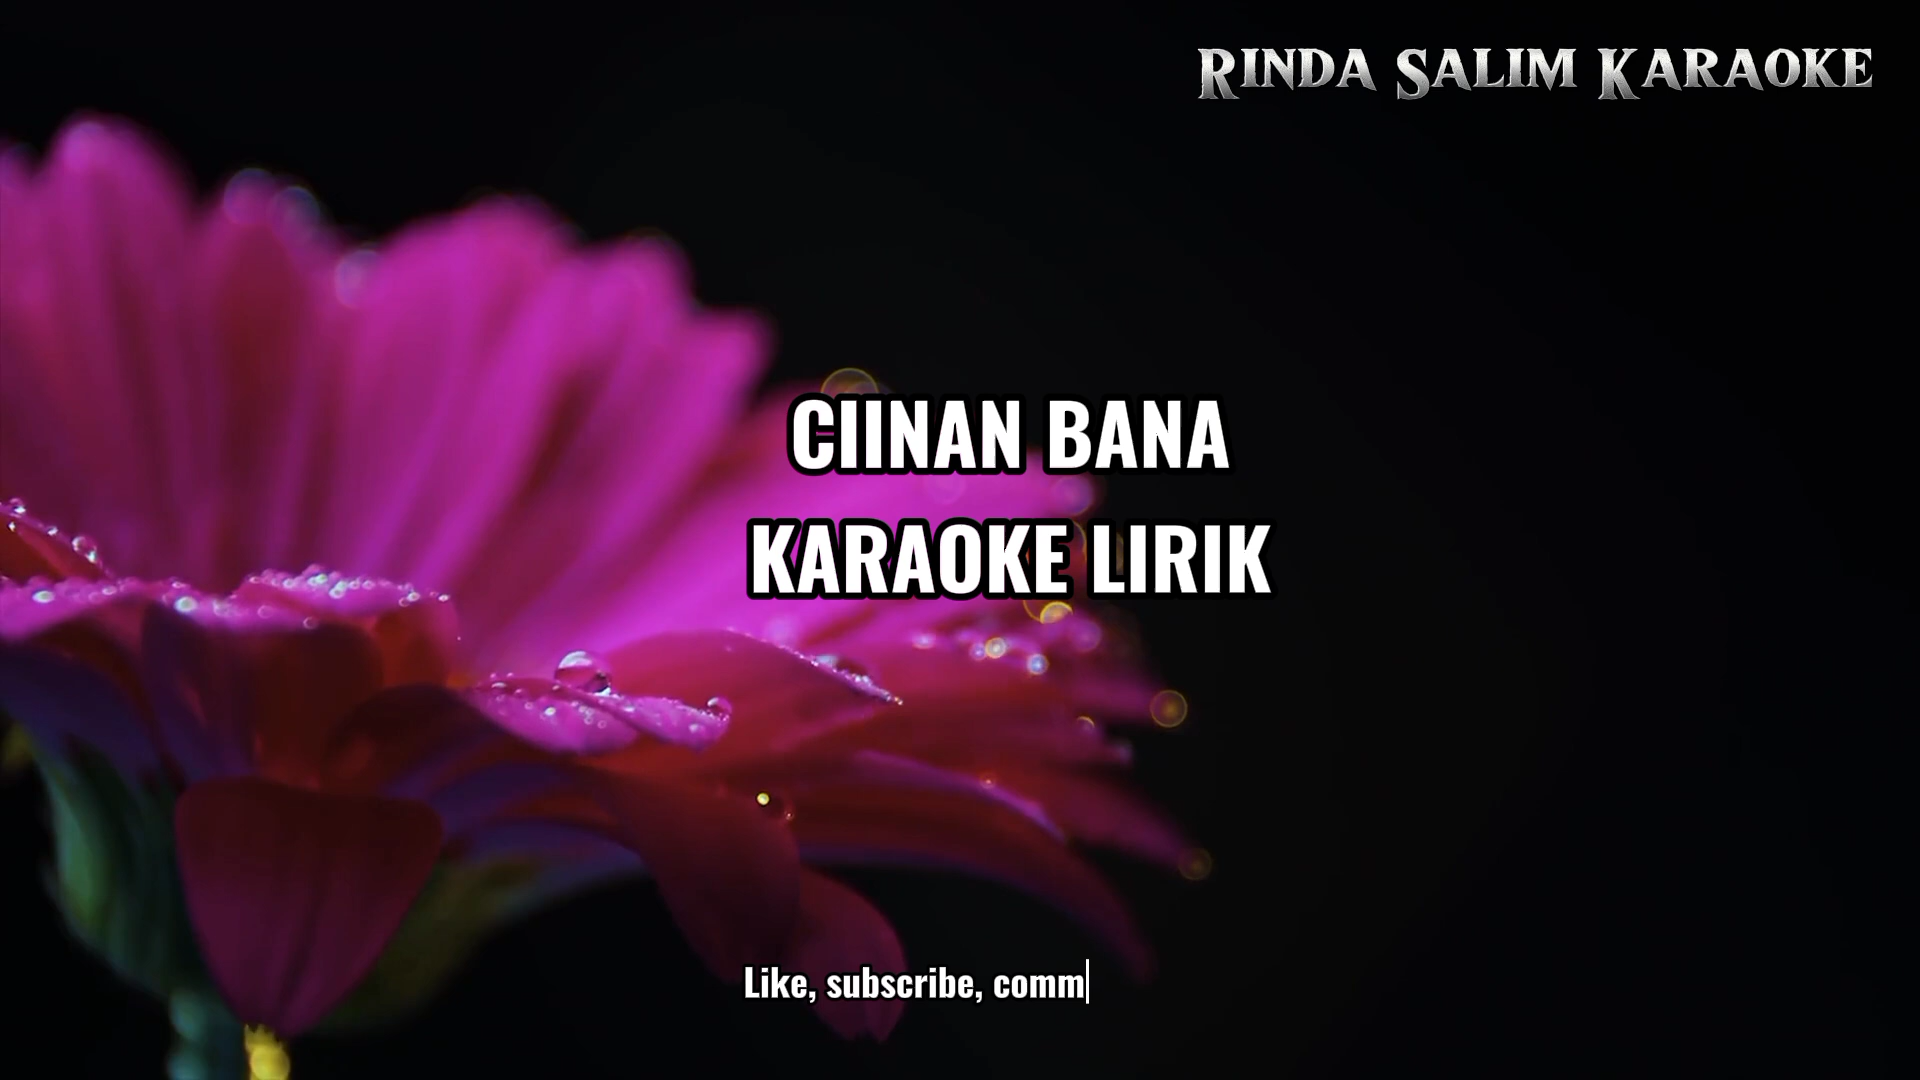 RINDA SALIM KARAOKE
CIINAN BANA
KARAOKE LIRIK
Like, subscribe, comm